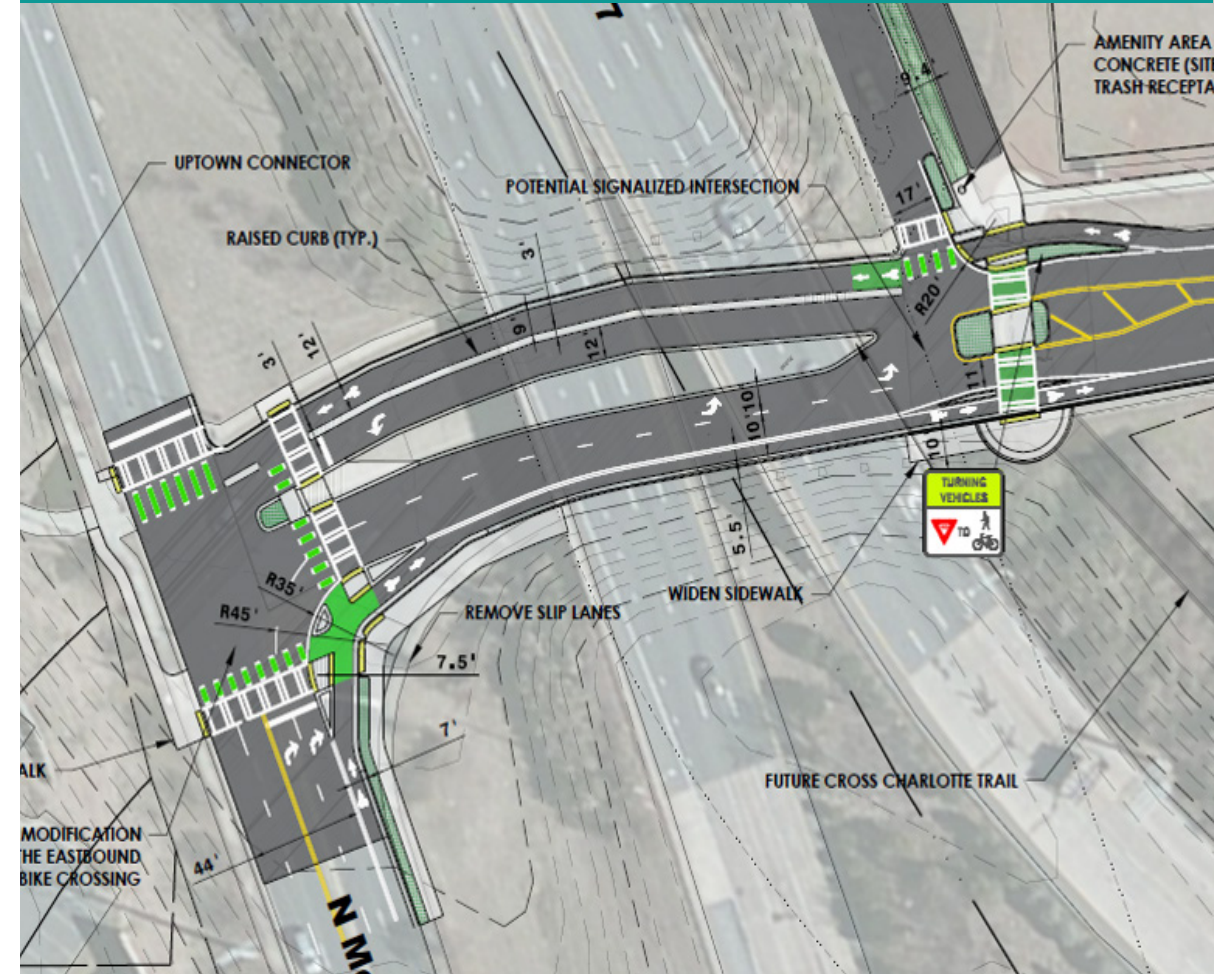 AMENITY AREA
CONCRETE (SIT
TRASH RECEPTA
9.4'
UPTOWN CONNECTOR
POTENTIAL SIGNALIZED INTERSECTION
17'
RAISED CURB (TYP.)
3'
R20'
9'
12'
3'
12'
11'
10'
10'
10'
TURNING
VEHICLES
TO
5.5'
R35'
WIDEN SIDEWALK
R45'
REMOVE SLIP LANES
7.5'
7'
ALK
FUTURE CROSS CHARLOTTE TRAIL
MODIFICATION
THE EASTBOUND
BIKE CROSSING
44'
N Mc